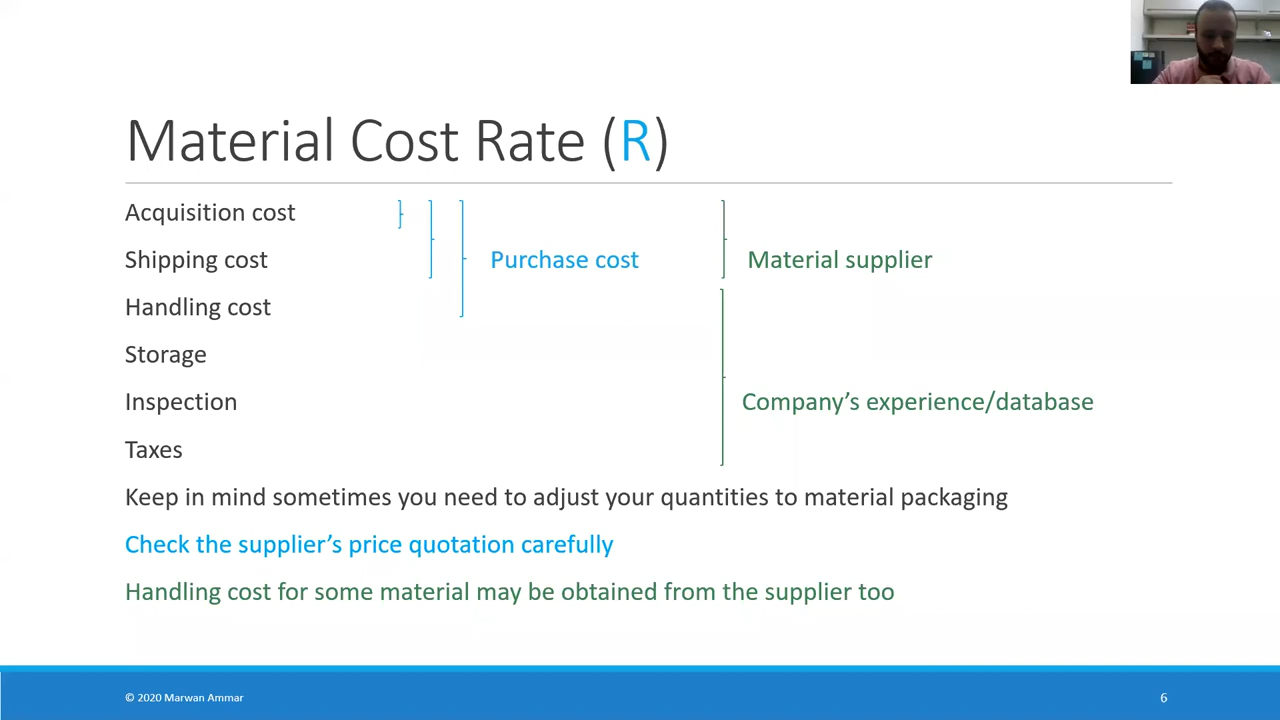 Material Cost Rate (R)
Acquisition cost
Shipping cost
Purchase cost
Material supplier
Handling cost
Storage
Inspection
Company’s experience/database
Taxes
Keep in mind sometimes you need to adjust your quantities to material packaging
Check the supplier’s price quotation carefully
Handling cost for some material may be obtained from the supplier too
© 2020 Marwan Ammar
6